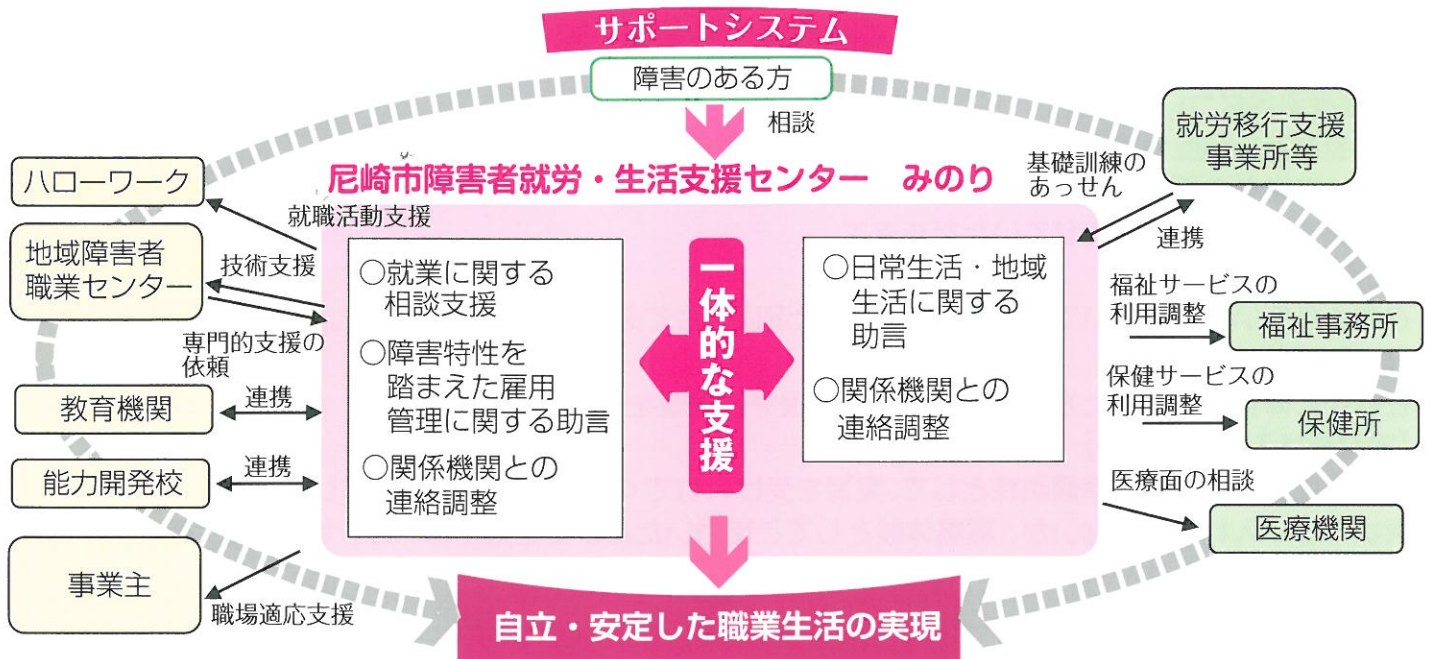 サポートシステム
障害のある方
相談
尼崎市障害者就労・生活支援センター　みのり
ハローワーク
就職活動支援
地域障害者
職業センター
技術支援
専門的支援の
依頼
教育機関
連携
能力開発校
連携
事業主
職場適応支援
○就業に関する
相談支援
○障害特性を
踏まえた雇用
管理に関する助言
○関係機関との
連絡調整
一体的な支援
○日常生活・地域
生活に関する
助言
○関係機関との
連絡調整
就労移行支援
事業所等
基礎訓練の
あっせん
連携
福祉サービスの
利用調整
福祉事務所
保健サービスの
利用調整
保健所
医療面の相談
医療機関
自立・安定した職業生活の実現